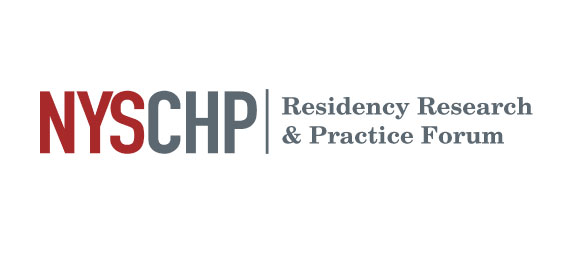 NYSCHP
Residency Research
& Practice Forum